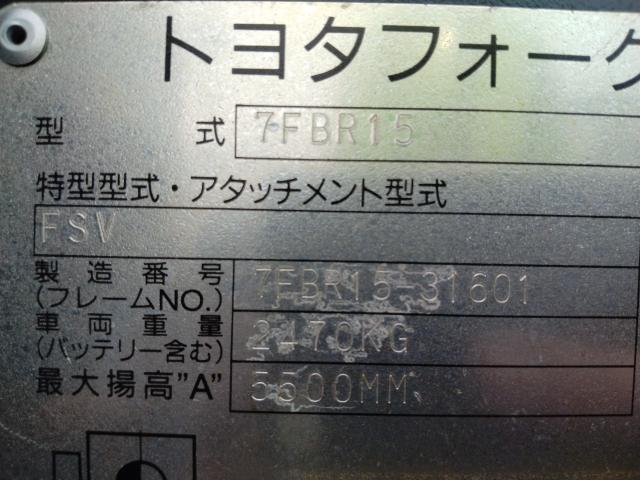 トヨタフォーク
型 式 7FBR15
特型型式・アタッチメント型式
FSV
製造番号 7FBR15-31601
(フレームNO.)
車両重量 2470KG
(バッテリー含む)
最大揚高"A" 5500MM